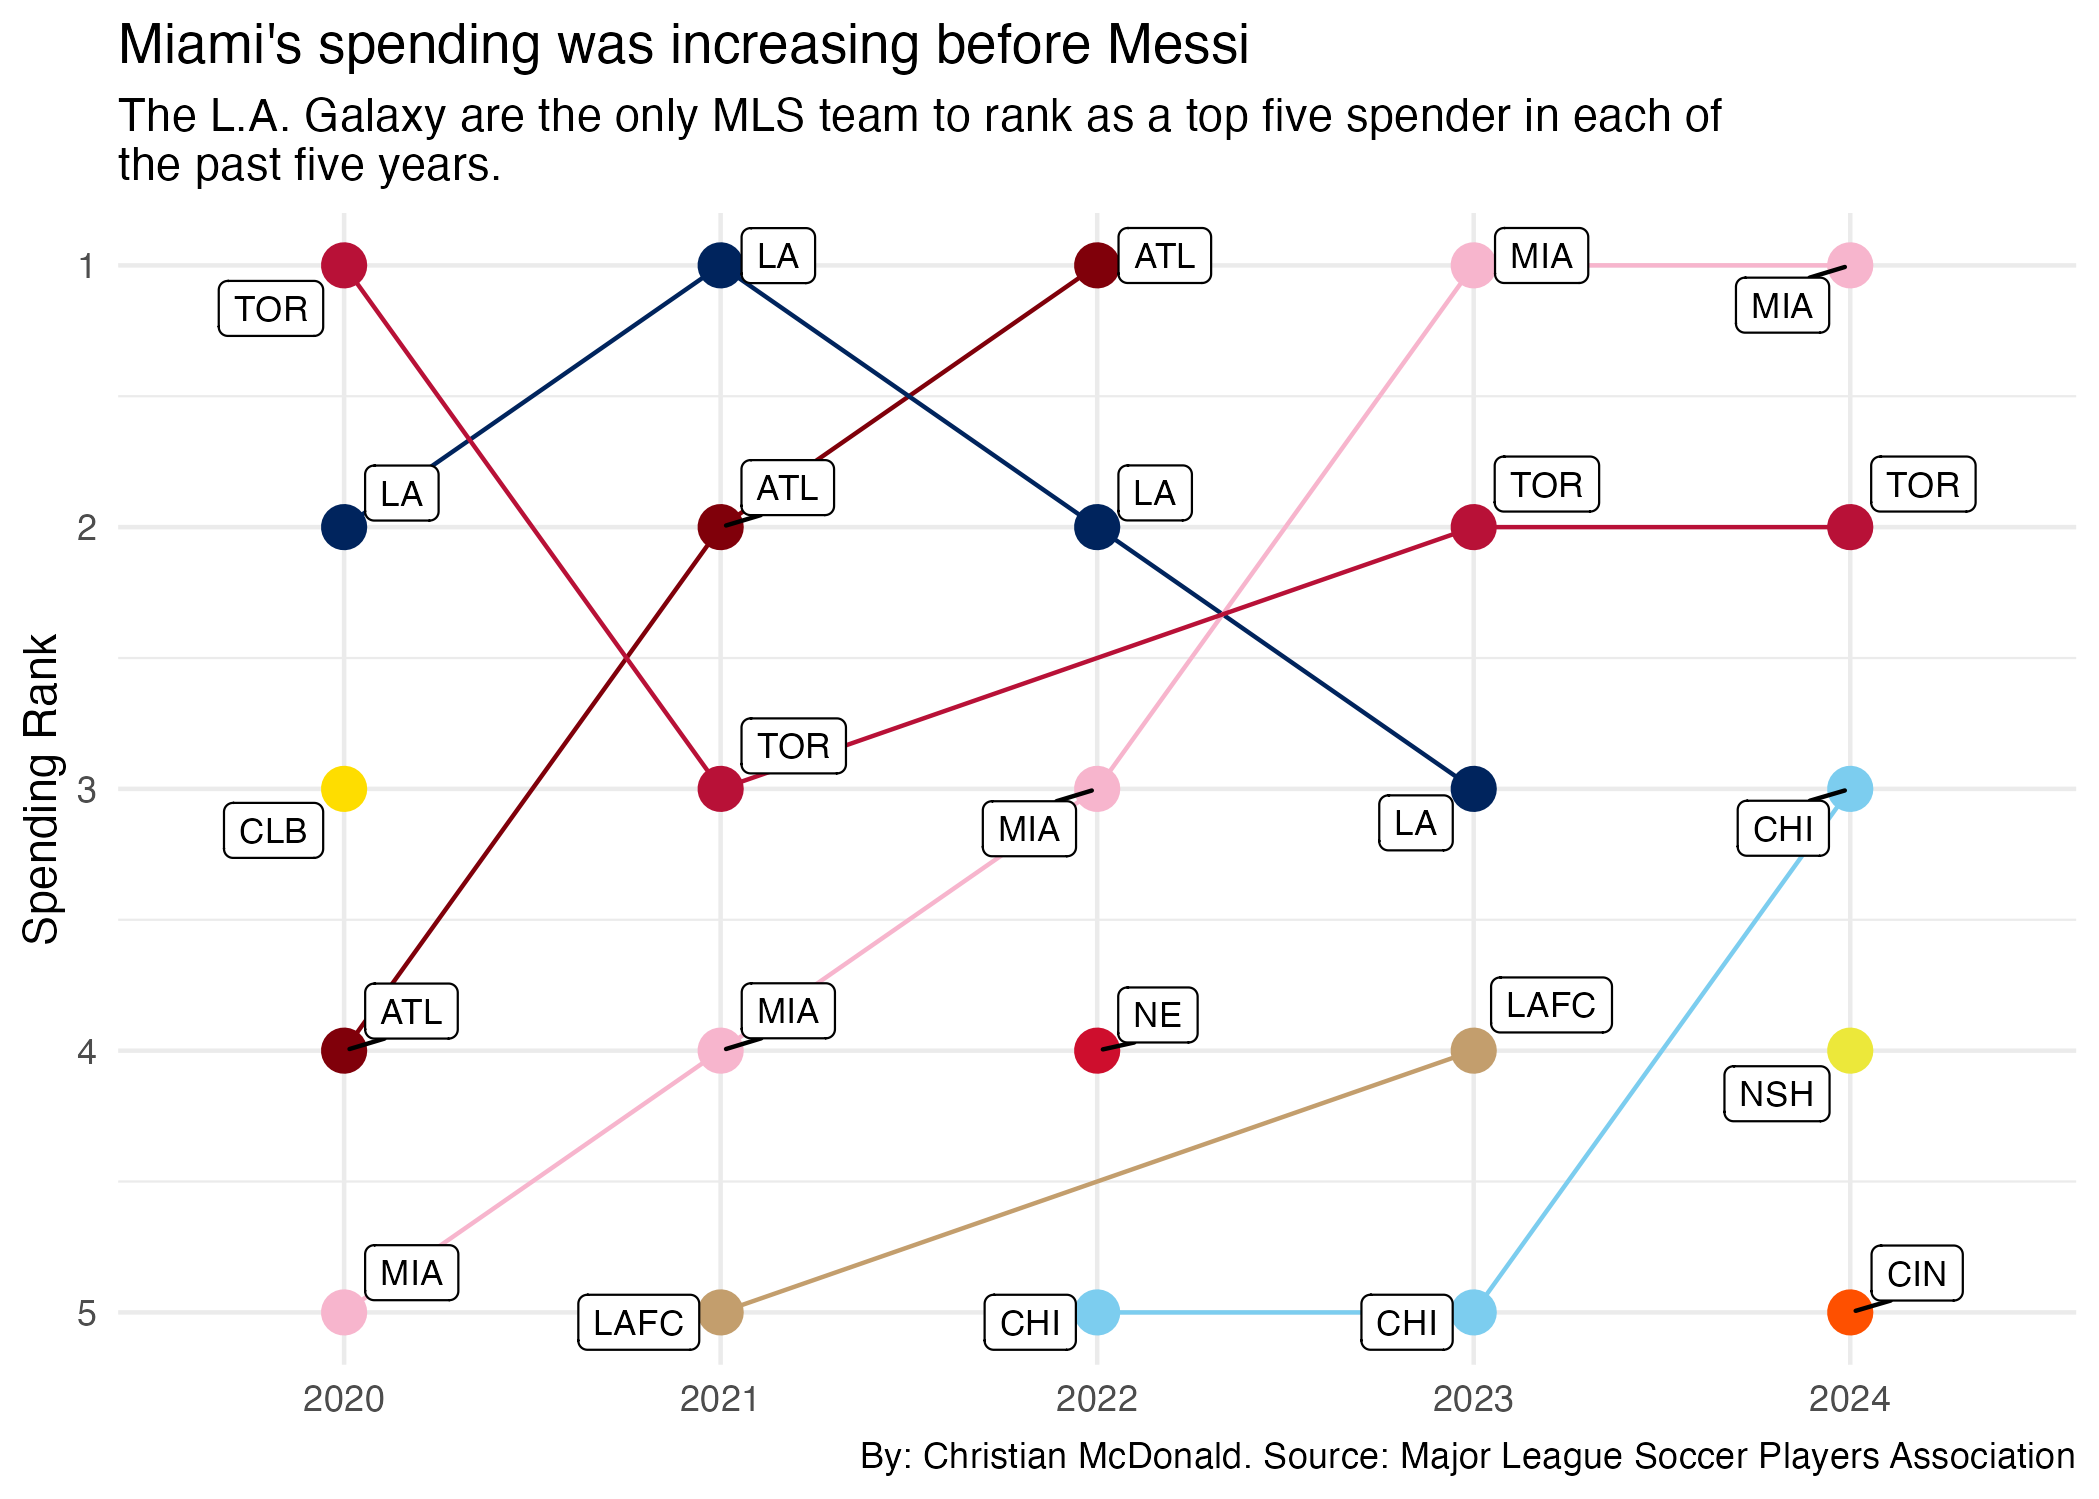 Miami's spending was increasing before Messi
The L.A. Galaxy are the only MLS team to rank as a top five spender in each of
the past five years.
Spending Rank
1
2
3
4
5
TOR
LA
CLB
ATL
MIA
LA
ATL
TOR
MIA
LAFC
ATL
LA
MIA
NE
CHI
MIA
TOR
LA
LAFC
CHI
MIA
TOR
CHI
NSH
CIN
2020
2021
2022
2023
2024
By: Christian McDonald. Source: Major League Soccer Players Association